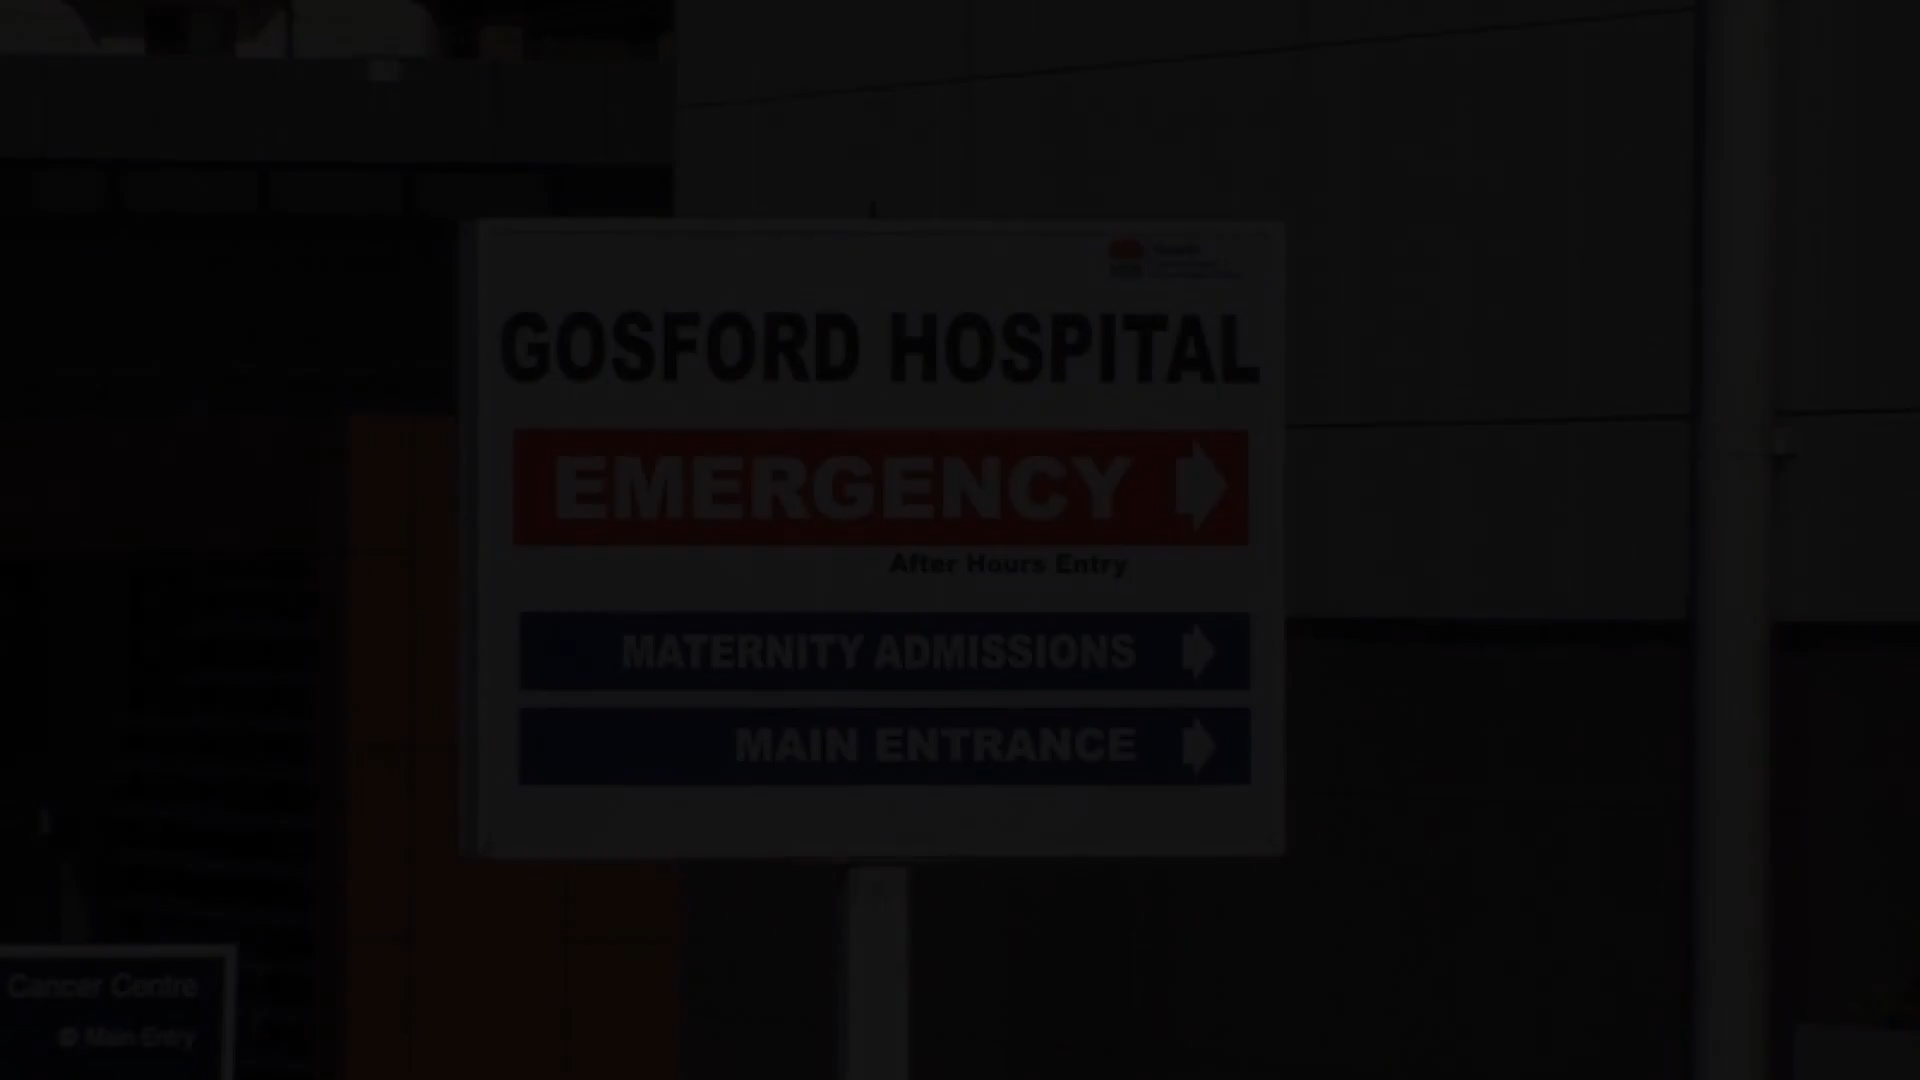 GOSFORD HOSPITAL
EMERGENCY
After Hours Entry
MATERNITY ADMISSIONS
MAIN ENTRANCE
Cancer Centre
Main Entry